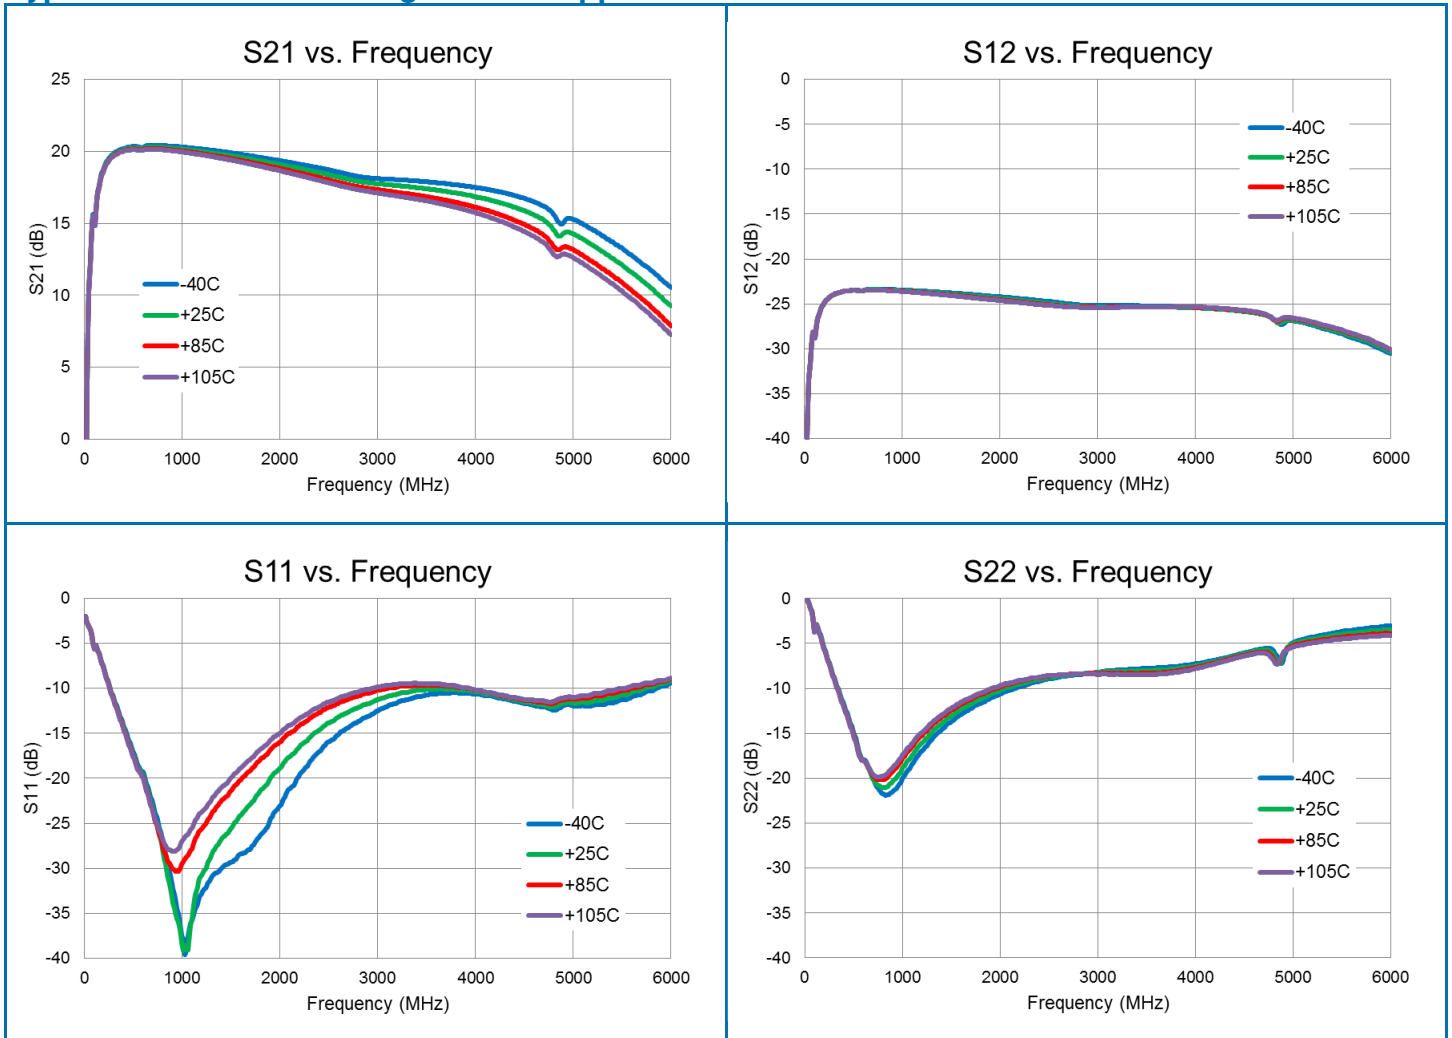 S21 vs. Frequency
25
20
15
10
5
0
S21 (dB)
-40C
+25C
+85C
+105C
0 1000 2000 3000 4000 5000 6000
Frequency (MHz)
S12 vs. Frequency
0
-5
-10
-15
-20
-25
-30
-35
-40
S12 (dB)
-40C
+25C
+85C
+105C
0 1000 2000 3000 4000 5000 6000
Frequency (MHz)
S11 vs. Frequency
0
-5
-10
-15
-20
-25
-30
-35
-40
S11 (dB)
-40C
+25C
+85C
+105C
0 1000 2000 3000 4000 5000 6000
Frequency (MHz)
S22 vs. Frequency
0
-5
-10
-15
-20
-25
-30
-35
-40
S22 (dB)
-40C
+25C
+85C
+105C
0 1000 2000 3000 4000 5000 6000
Frequency (MHz)